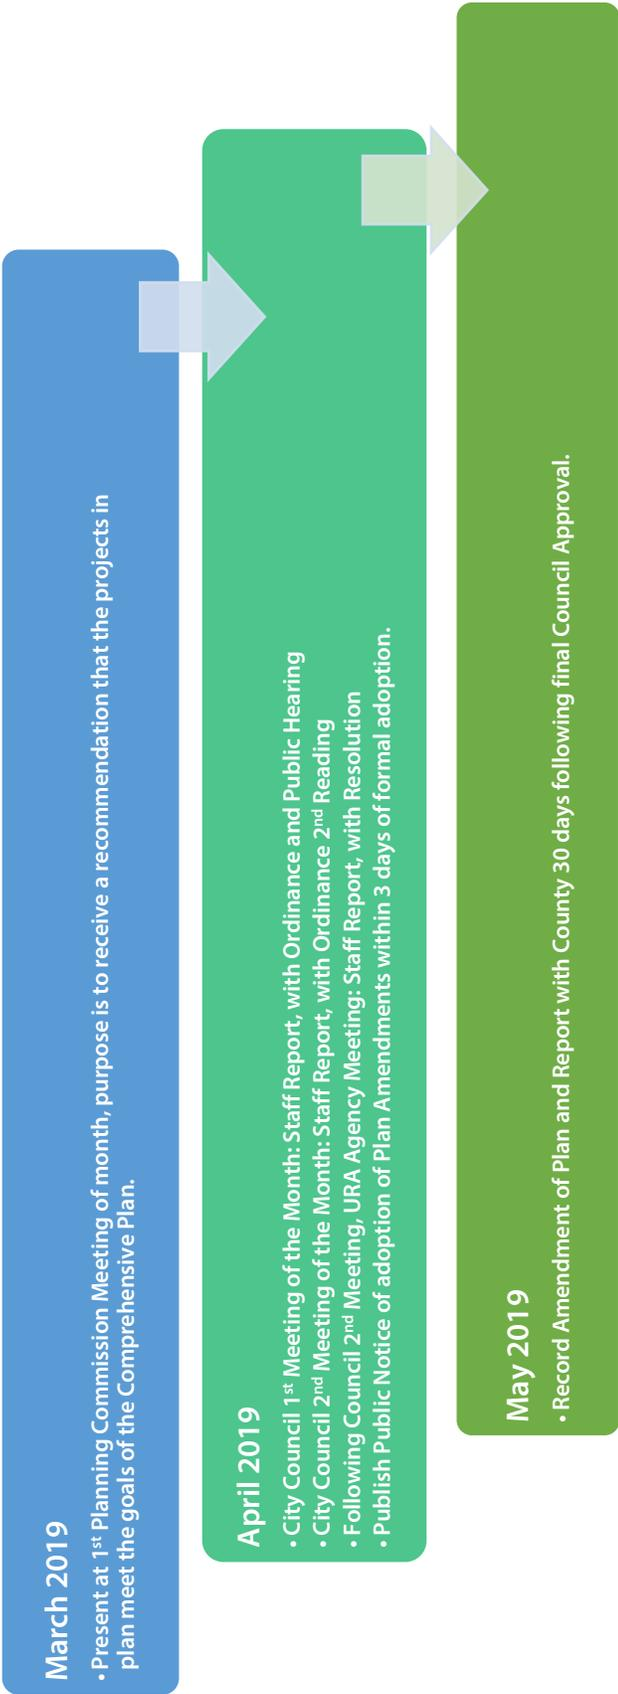 March 2019
• Present at 1st Planning Commission Meeting of month, purpose is to receive a recommendation that the projects in
plan meet the goals of the Comprehensive Plan.
April 2019
• City Council 1st Meeting of the Month: Staff Report, with Ordinance and Public Hearing
• City Council 2nd Meeting of the Month: Staff Report, with Ordinance 2nd Reading
• Following Council 2nd Meeting, URA Agency Meeting: Staff Report, with Resolution
• Publish Public Notice of adoption of Plan Amendments within 3 days of formal adoption.
May 2019
• Record Amendment of Plan and Report with County 30 days following final Council Approval.